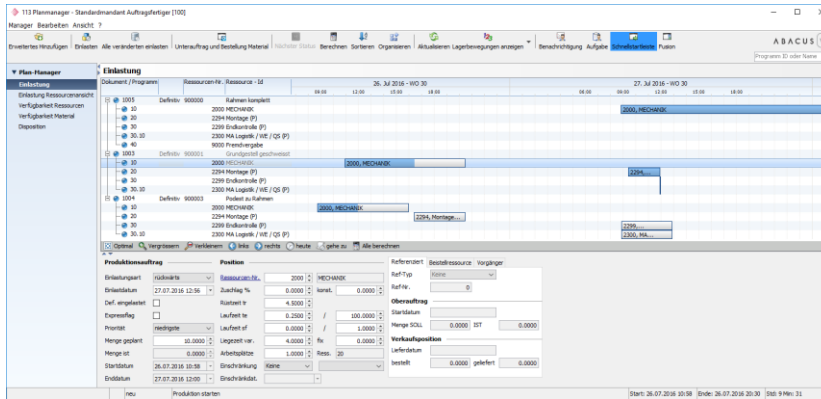 113 Planmanager - Standardmandant Auftragsfertiger [100]
Manager Bearbeiten Ansicht ?
Erweitertes Hinzufügen Einlasten Alle veränderten einlasten Unterauftrag und Bestellung Material Nächster Status Berechnen Sortieren Organisieren Aktualisieren Lagerbewegungen anzeigen Benachrichtigung Aufgabe Schnellstartleiste Fusion
ABACUS
Programm ID oder Name
Plan-Manager
Einlastung
Einlastung Ressourcenansicht
Verfügbarkeit Ressourcen
Verfügbarkeit Material
Disposition
Einlastung
Dokument / Programm Ressourcen-Nr. Ressource - Id 26. Jul 2016 - WO 30 27. Jul 2016 - WO 30
09:00 12:00 15:00 18:00 06:00 09:00 12:00 15:00 18:00
1005 Definitiv 900000 Rahmen komplett
10 2000 MECHANIK 2000, MECHANIK
20 2294 Montage (P)
30 2299 Endkontrolle (P)
30.10 2300 MA Logistik / WE / QS (P)
40 9000 Fremdvergabe
1003 Definitiv 900001 Grundgestell geschweisst
10 2000 MECHANIK 2000, MECHANIK
20 2294 Montage (P) 2294,...
30 2299 Endkontrolle (P)
30.10 2300 MA Logistik / WE / QS (P)
1004 Definitiv 900003 Podest zu Rahmen
10 2000 MECHANIK 2000, MECHANIK
20 2294 Montage (P) 2294, Montage...
30 2299 Endkontrolle (P) 2299,...
30.10 2300 MA Logistik / WE / QS (P) 2300, MA...
Optimal Vergrössern Verkleinern links rechts heute gehe zu Alle berechnen
Produktionsauftrag Position Referenziert Bestellressource Vorgänger
Einlastungsart rückwärts Ressourcen-Nr. 2000 MECHANIK Ref-Typ Keine
Einlastdatum 27.07.2016 12:56 Zuschlag % 0.0000 konst. 0.0000 Ref-Nr. 0
Def. eingelastet Rüstzeit tr 4.5000 Oberauftrag
Expressflag Laufzeit te 0.2500 / 100.0000 Startdatum
Priorität niedrigste Laufzeit sf 0.0000 / 1.0000 Menge SOLL 0.0000 IST 0.0000
Menge geplant 10.0000 Liegezeit var. 4.0000 fix 0.0000 Verkaufsposition
Menge ist 0.0000 Arbeitsplätze 1.0000 Ress. 20 Lieferdatum
Startdatum 26.07.2016 10:58 Einschränkung Keine bestellt 0.0000 geliefert 0.0000
Enddatum 27.07.2016 12:00 Einschränkdat.
neu Produktion starten Start: 26.07.2016 10:58 Ende: 26.07.2016 20:30 Std: 9 Min: 31